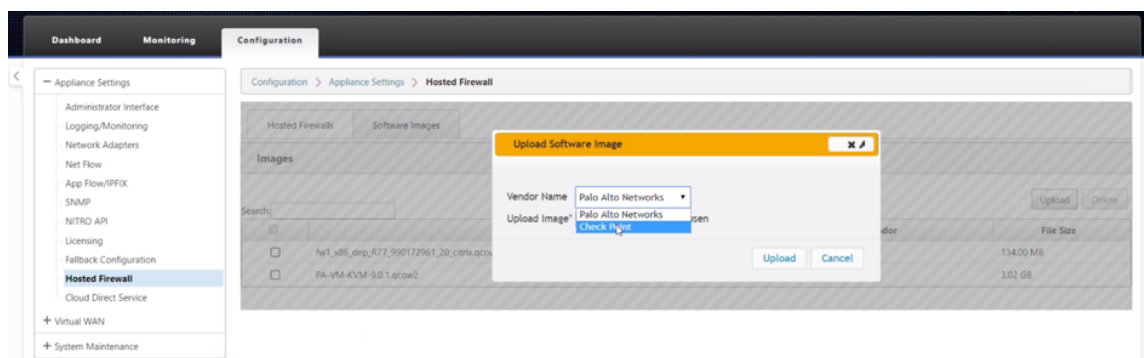 Dashboard Monitoring Configuration
Appliance Settings
Configuration > Appliance Settings > Hosted Firewall
Administrator Interface
Logging/Monitoring
Network Adapters
Net Flow
App Flow/IPFIX
SNMP
NITRO API
Licensing
Fallback Configuration
Hosted Firewall
Cloud Direct Service
Virtual WAN
System Maintenance
Hosted Firewalls Software Images
Images
Search:
Upload Delete
File Size
fw1_x86_dep_R77_990172961_20_citrix.qcow
134.00 MB
PA-VM-KVM-9.0.1.qcow2
3.02 GB
Upload Software Image
Vendor Name Palo Alto Networks
Upload Image*
Palo Alto Networks
Check Point
Upload Cancel